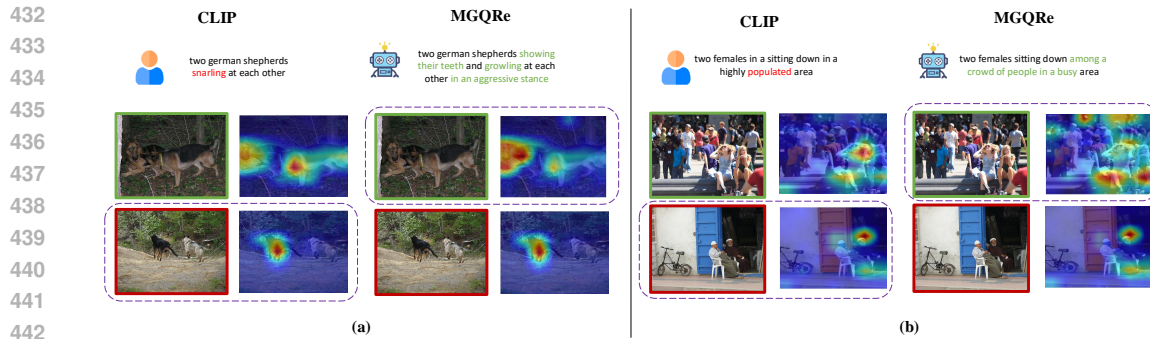 432
433
434
435
436
437
438
439
440
441
442
CLIP
MGQRe
two german shepherds
snarling at each other
two german shepherds showing
their teeth and growling at each
other in an aggressive stance
(a)
CLIP
MGQRe
two females in a sitting down in a
highly populated area
two females sitting down among a
crowd of people in a busy area
(b)